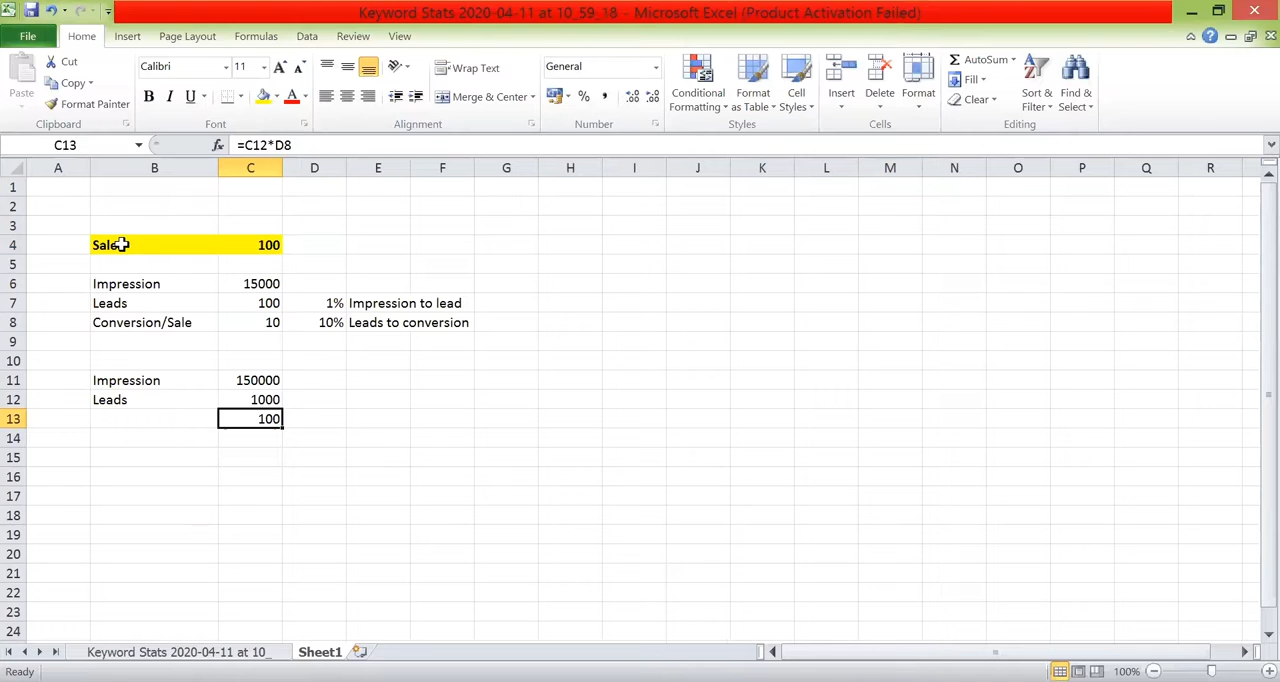 Keyword Stats 2020-04-11 at 10_59_18 - Microsoft Excel (Product Activation Failed)
File Home Insert Page Layout Formulas Data Review View
Paste Cut Copy Format Painter Clipboard
Calibri 11 B I U A A A Font
Wrap Text Merge & Center Alignment
General % , Number
Conditional Formatting Format as Table Cell Styles Styles
Insert Delete Format Cells
Σ AutoSum Fill Clear Sort & Filter Find & Select Editing
C13 fx =C12*D8
A B C D E F G H I J K L M N O P Q R
1
2
3
4 Sale 100
5
6 Impression 15000
7 Leads 100 1% Impression to lead
8 Conversion/Sale 10 10% Leads to conversion
9
10
11 Impression 150000
12 Leads 1000
13 100
14
15
16
17
18
19
20
21
22
23
24
Keyword Stats 2020-04-11 at 10_ Sheet1
Ready 100%